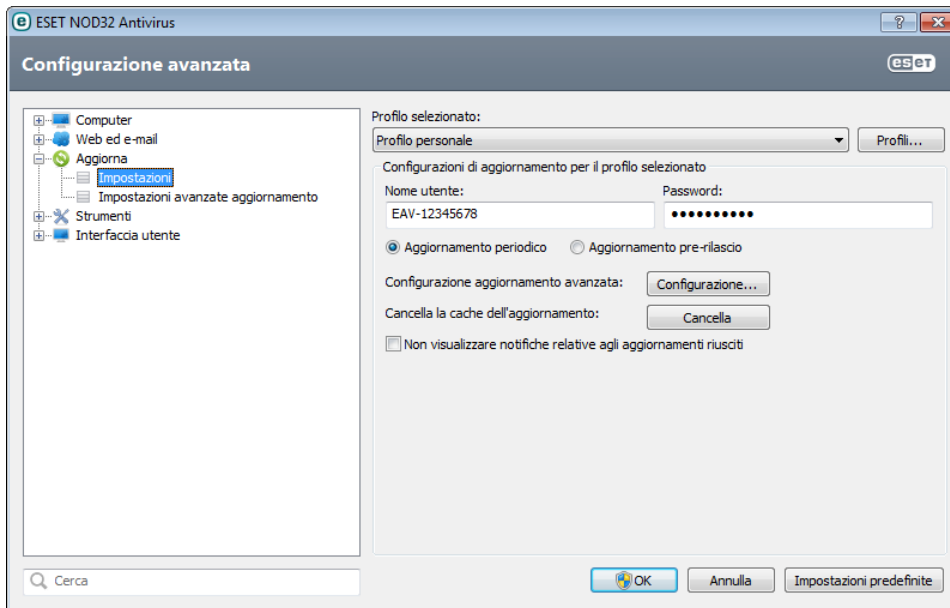 ESET NOD32 Antivirus
Configurazione avanzata
eset
Computer
Web ed e-mail
Aggiorna
Impostazioni
Impostazioni avanzate aggiornamento
Strumenti
Interfaccia utente
Profilo selezionato:
Profilo personale
Profili...
Configurazioni di aggiornamento per il profilo selezionato
Nome utente: Password:
EAV-12345678 ••••••••••
Aggiornamento periodico Aggiornamento pre-rilascio
Configurazione aggiornamento avanzata: Configurazione...
Cancella la cache dell'aggiornamento: Cancella
Non visualizzare notifiche relative agli aggiornamenti riusciti
Cerca
OK Annulla Impostazioni predefinite